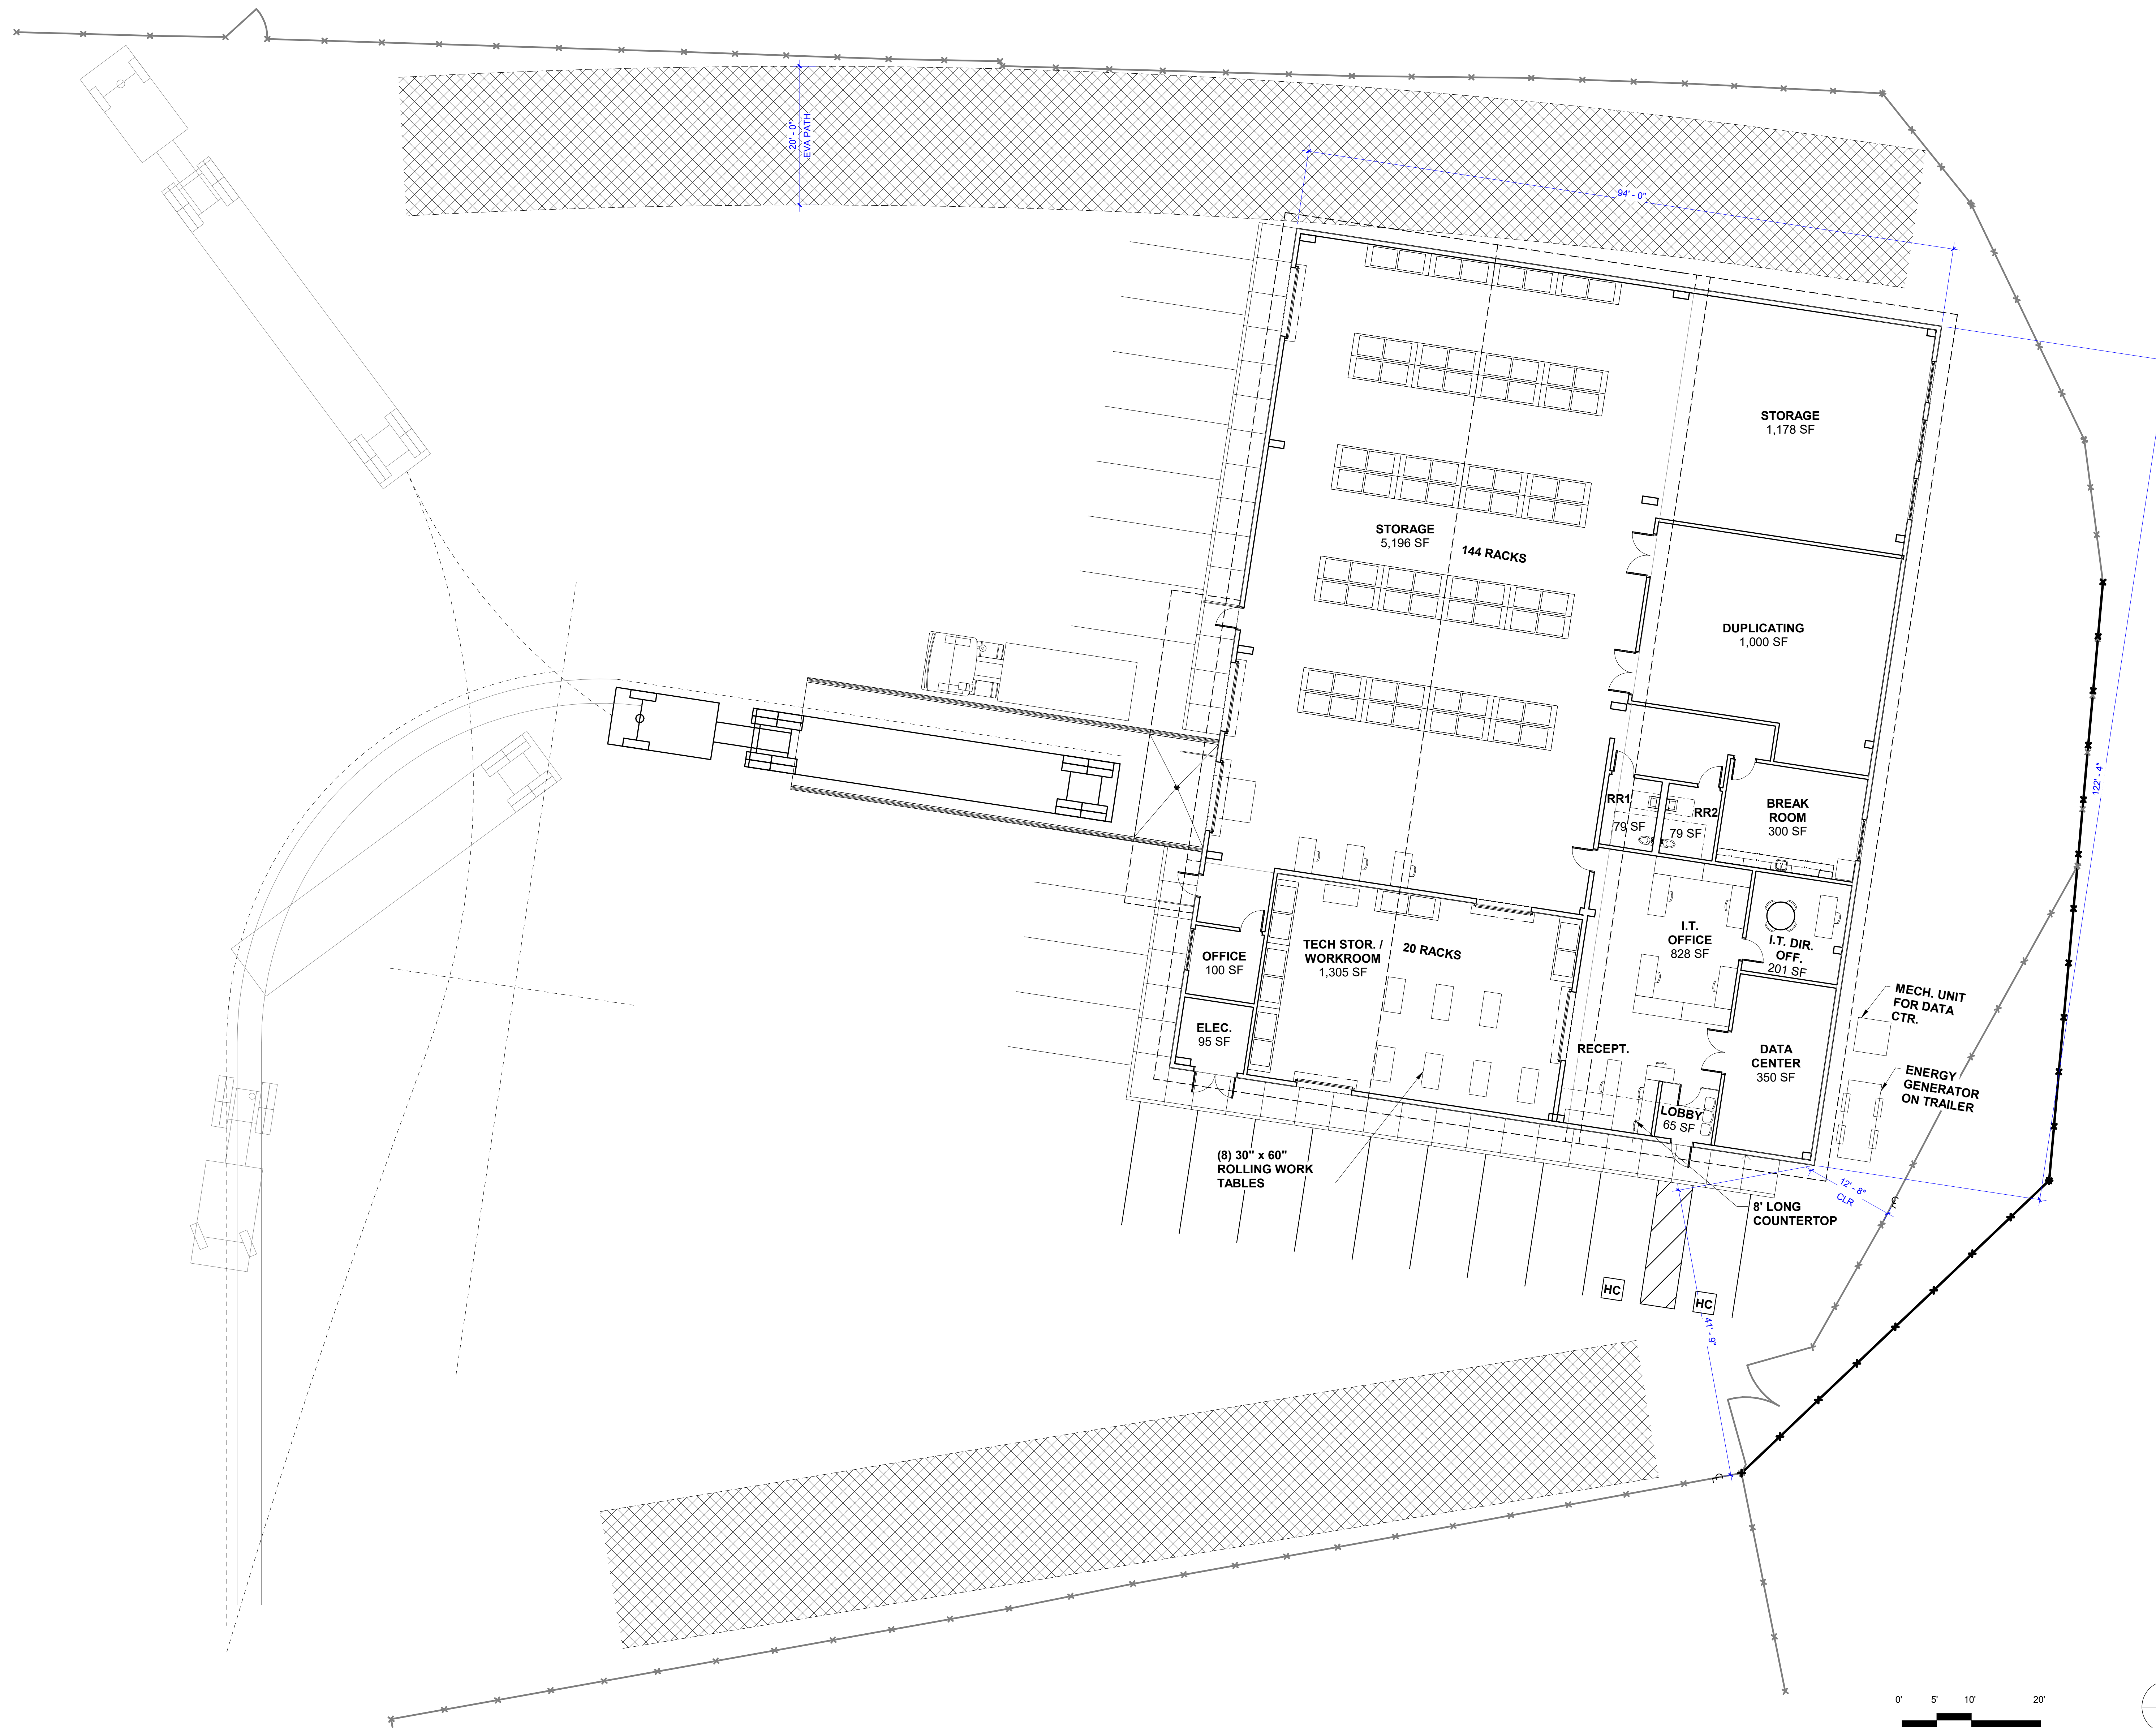 20' - 0"
EVA PATH
94' - 0"
STORAGE
1,178 SF
STORAGE
5,196 SF
144 RACKS
DUPLICATING
1,000 SF
122' - 4"
RR1
79 SF
RR2
79 SF
BREAK
ROOM
300 SF
OFFICE
100 SF
TECH STOR. /
WORKROOM
1,305 SF
20 RACKS
I.T.
OFFICE
828 SF
I.T. DIR.
OFF.
201 SF
ELEC.
95 SF
RECEPT.
DATA
CENTER
350 SF
LOBBY
65 SF
MECH. UNIT
FOR DATA
CTR.
ENERGY
GENERATOR
ON TRAILER
(8) 30" x 60"
ROLLING WORK
TABLES
12' - 8"
CLR
CL
8' LONG
COUNTERTOP
HC
HC
41' - 9"
CL
0' 5' 10' 20'